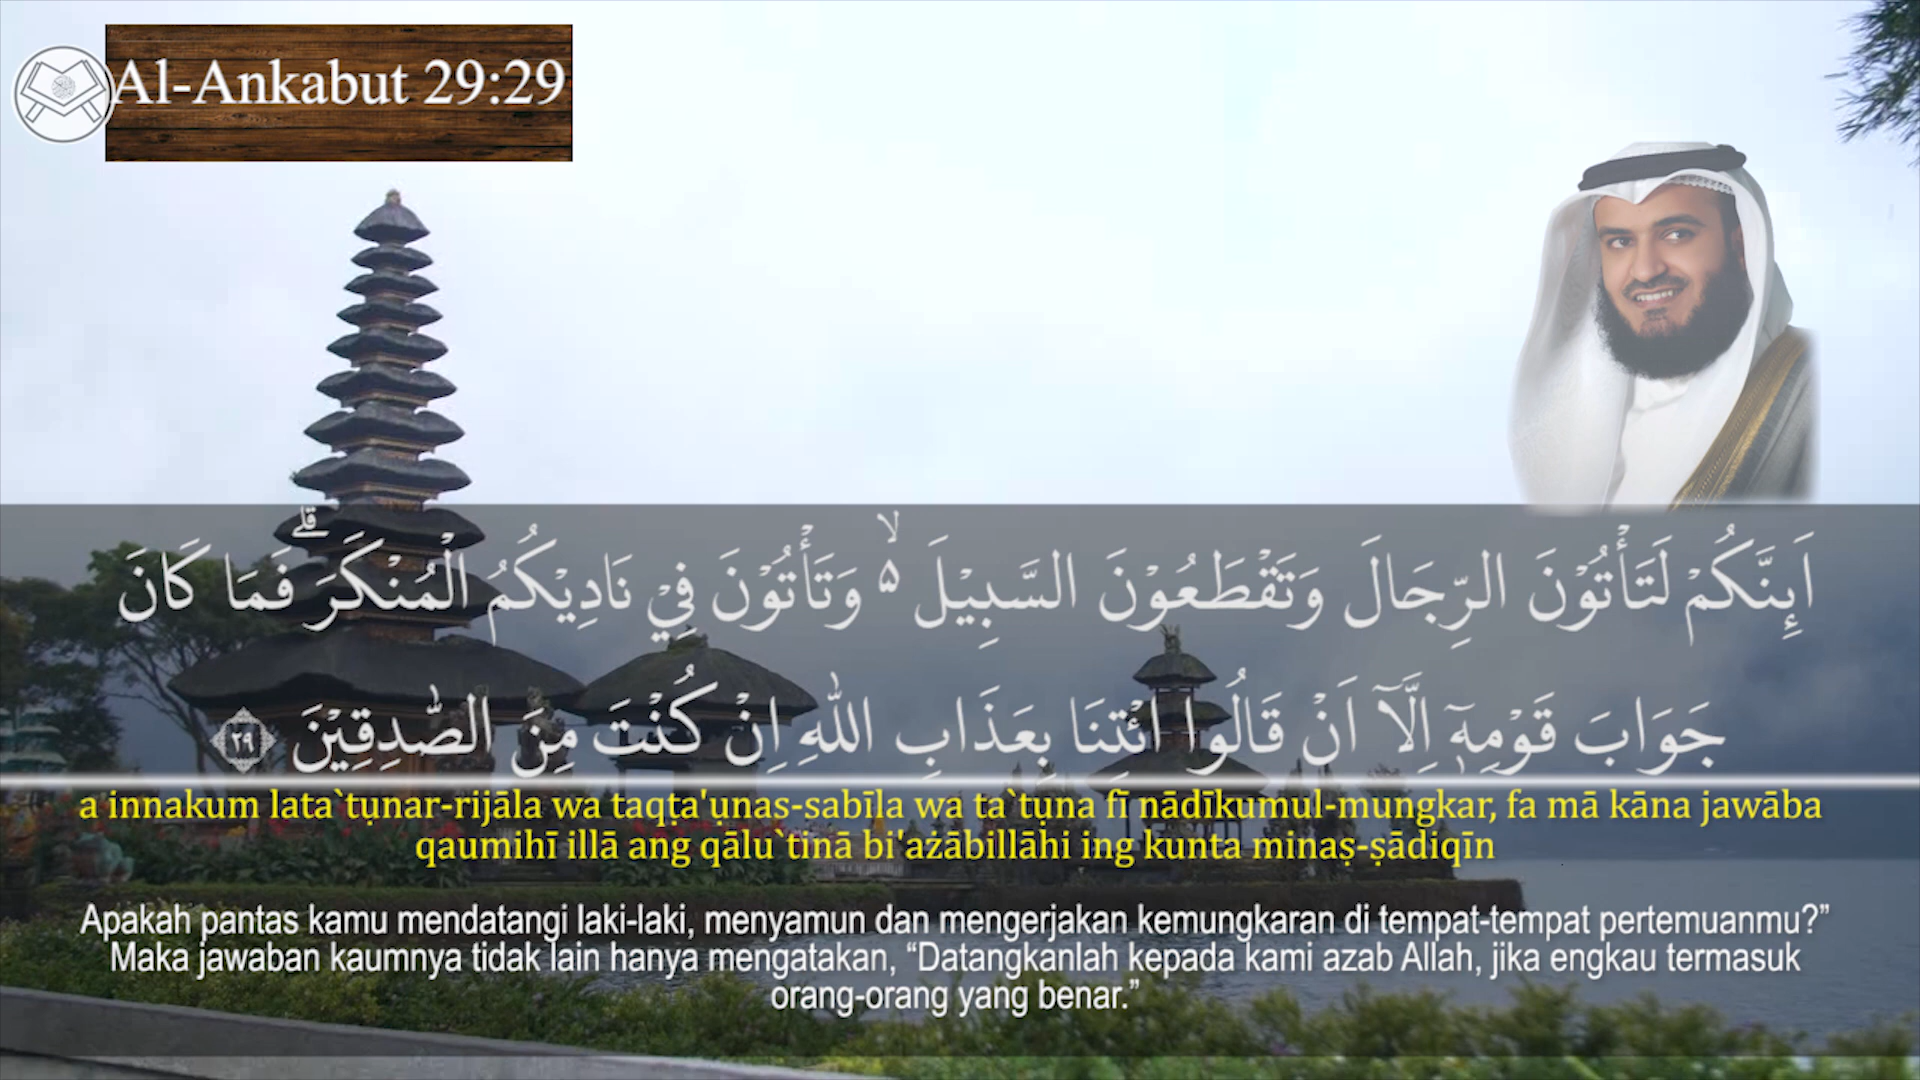 Al-Ankabut 29:29
اَىِٕنَّكُمْ لَتَأْتُوْنَ الرِّجَالَ وَتَقْطَعُوْنَ السَّبِيْلَ ەۙ وَتَأْتُوْنَ فِيْ نَادِيْكُمُ الْمُنْكَرَ ۗ فَمَا كَانَ
جَوَابَ قَوْمِهٖٓ اِلَّآ اَنْ قَالُوا ائْتِنَا بِعَذَابِ اللّٰهِ اِنْ كُنْتَ مِنَ الصّٰدِقِيْنَ ٢٩
a innakum lata`tụnar-rijāla wa taqṭa'ụnas-sabīla wa ta`tụna fī nādīkumul-mungkar, fa mā kāna jawāba
qaumihī illā ang qālu`tinā bi'ażābillāhi ing kunta minaṣ-ṣādiqīn
Apakah pantas kamu mendatangi laki-laki, menyamun dan mengerjakan kemungkaran di tempat-tempat pertemuanmu?”
Maka jawaban kaumnya tidak lain hanya mengatakan, “Datangkanlah kepada kami azab Allah, jika engkau termasuk
orang-orang yang benar.”